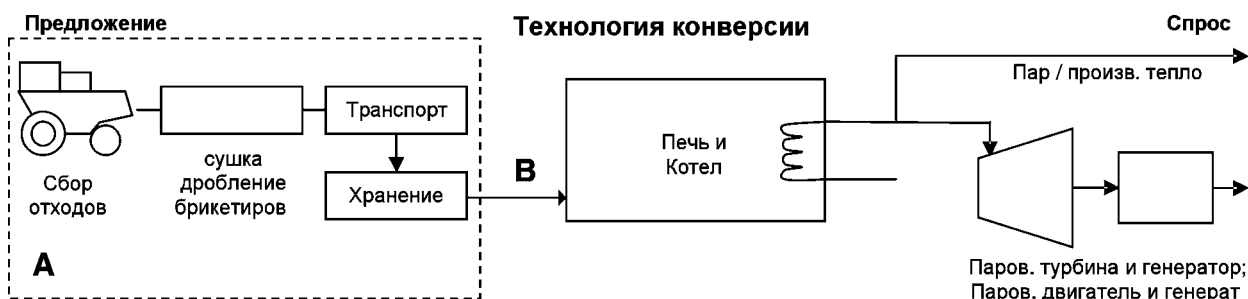 Предложение
Технология конверсии
Спрос
Пар / произв. тепло
Транспорт
Печь и
Котел
сушка
дробление
брикетиров
Сбор
отходов
Хранение
B
A
Паров. турбина и генератор;
Паров. двигатель и генерат